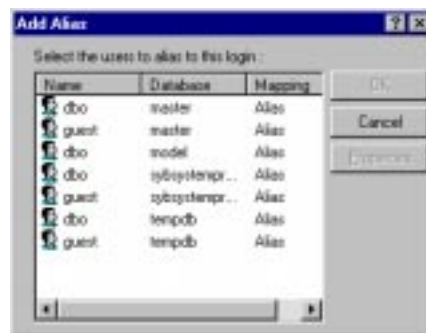 Add Alias
Select the users to alias to this login :
Name Database Mapping
dbo master Alias
guest master Alias
dbo model Alias
dbo sybsystempr... Alias
guest sybsystempr... Alias
dbo tempdb Alias
guest tempdb Alias
OK
Cancel